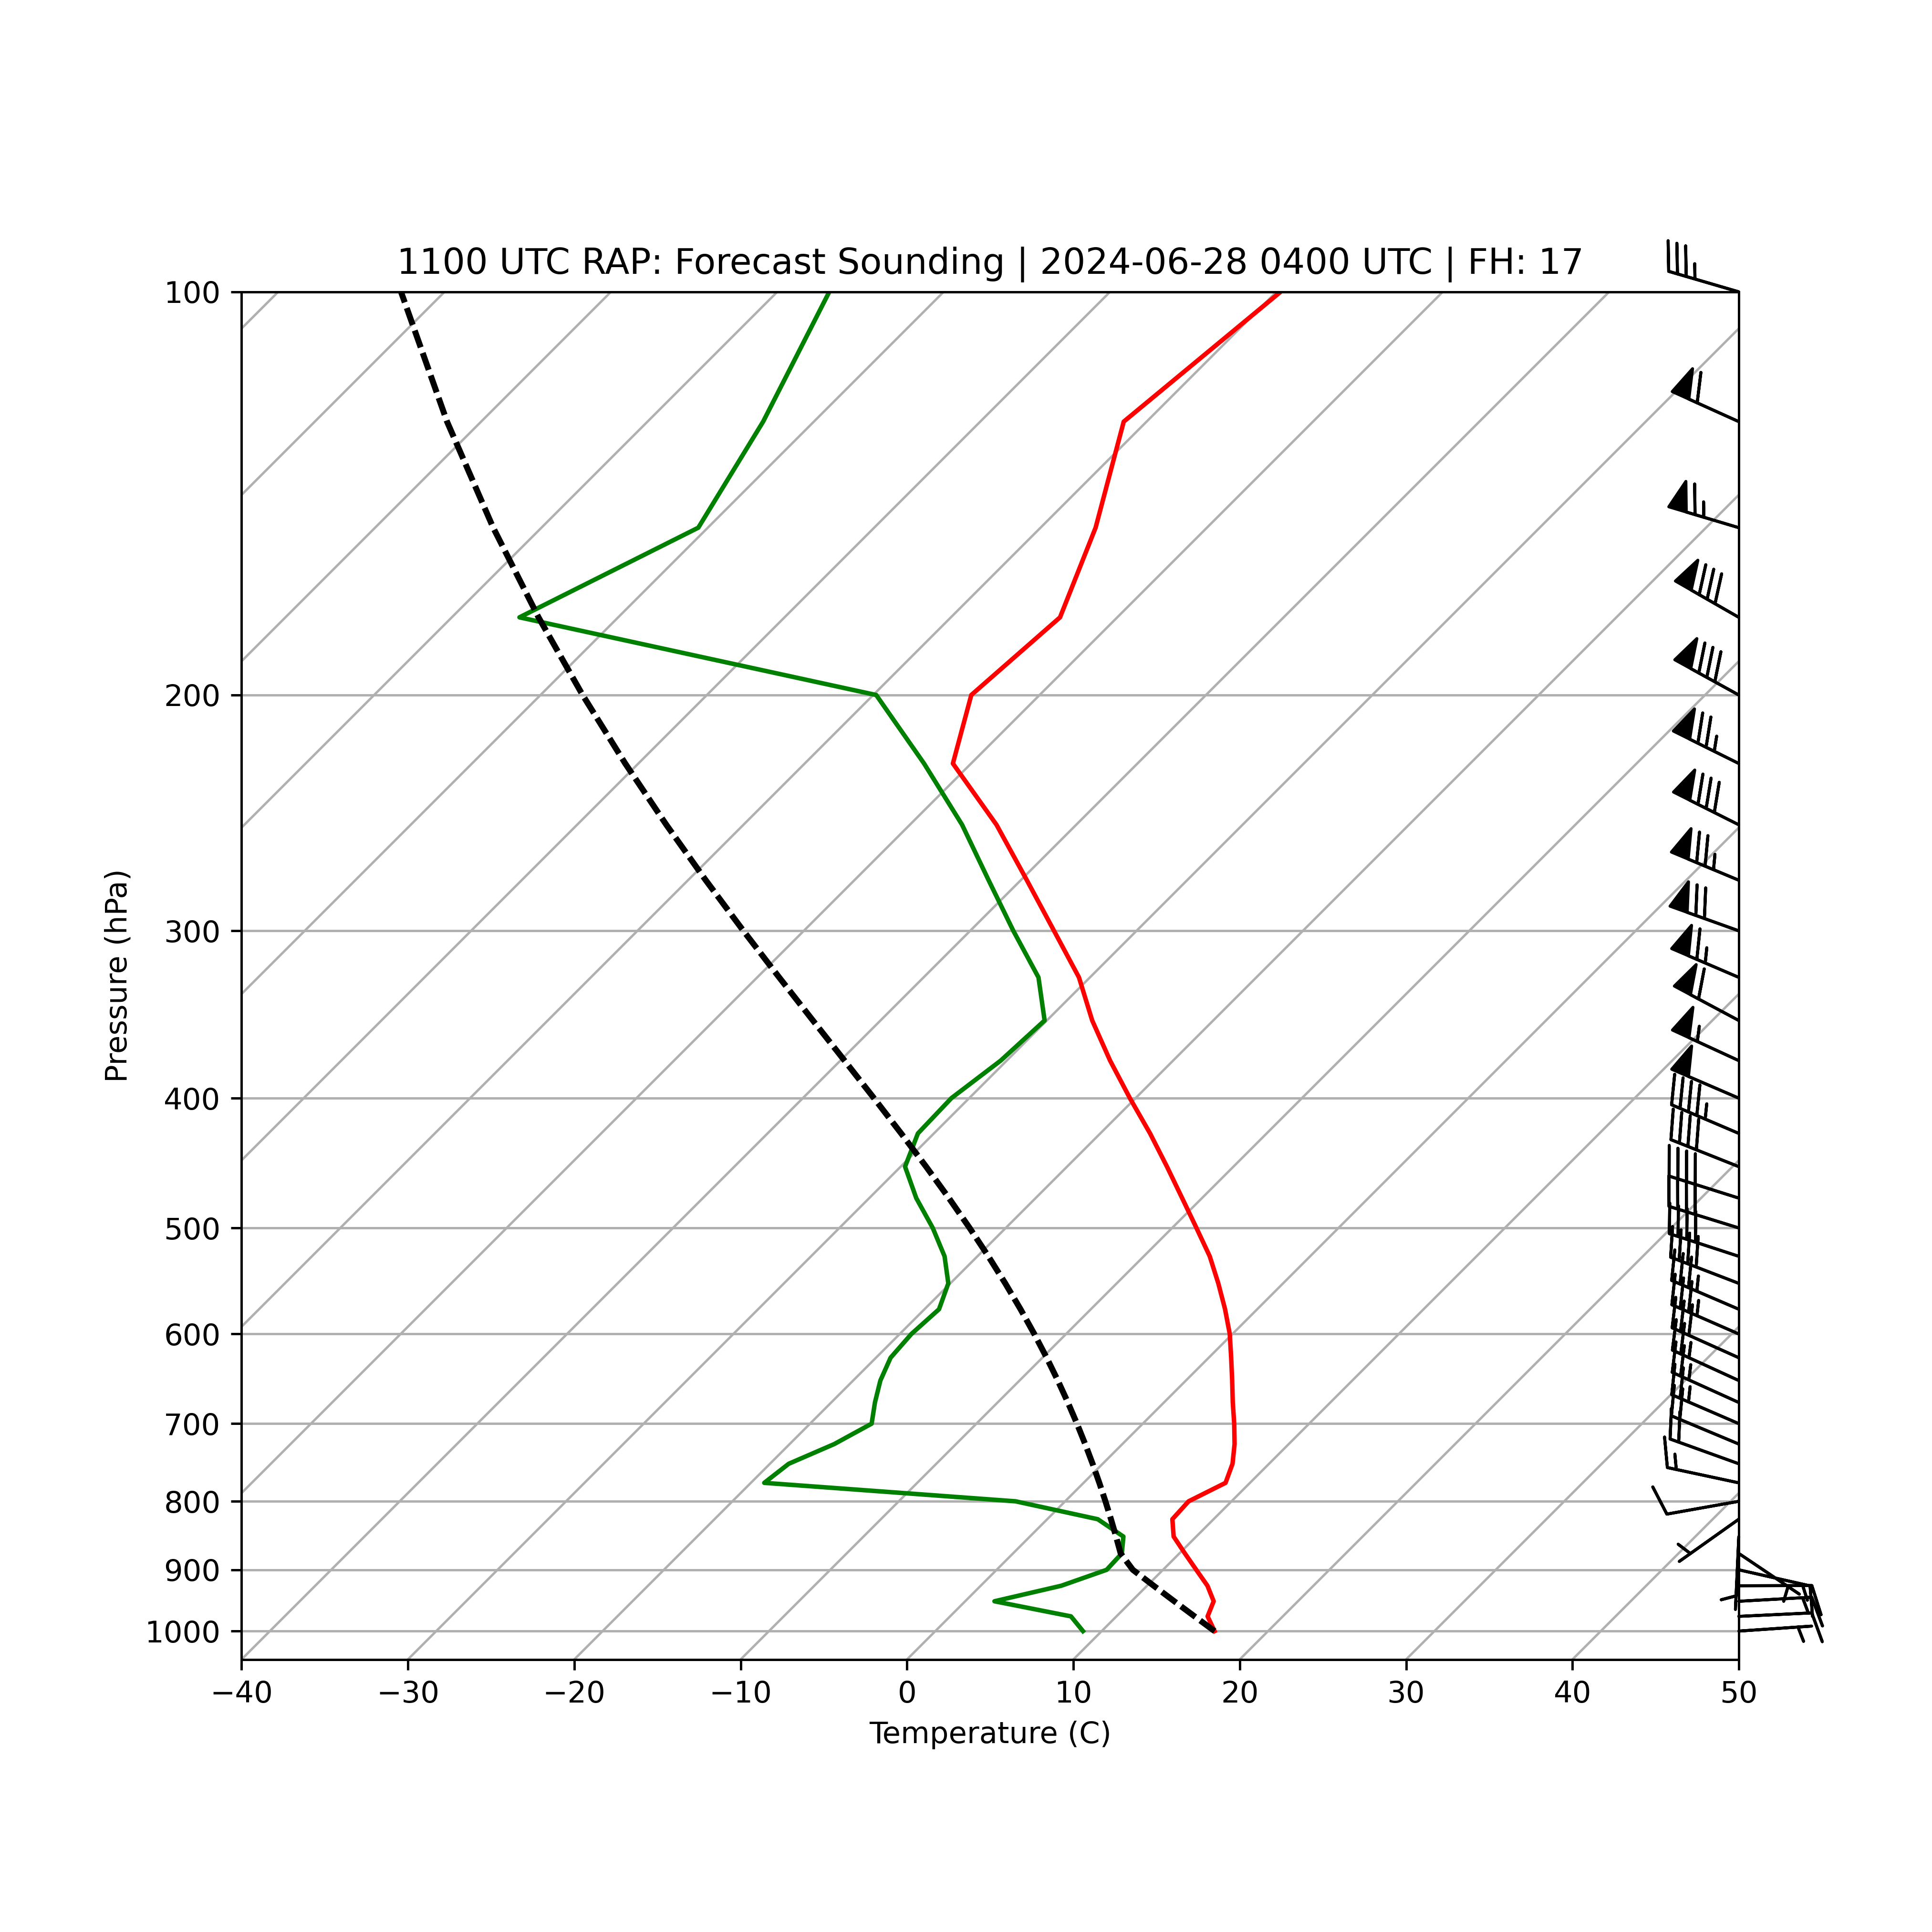 1100 UTC RAP: Forecast Sounding | 2024-06-28 0400 UTC | FH: 17
100
200
300
400
500
600
700
800
900
1000
Pressure (hPa)
−40 −30 −20 −10 0 10 20 30 40 50
Temperature (C)